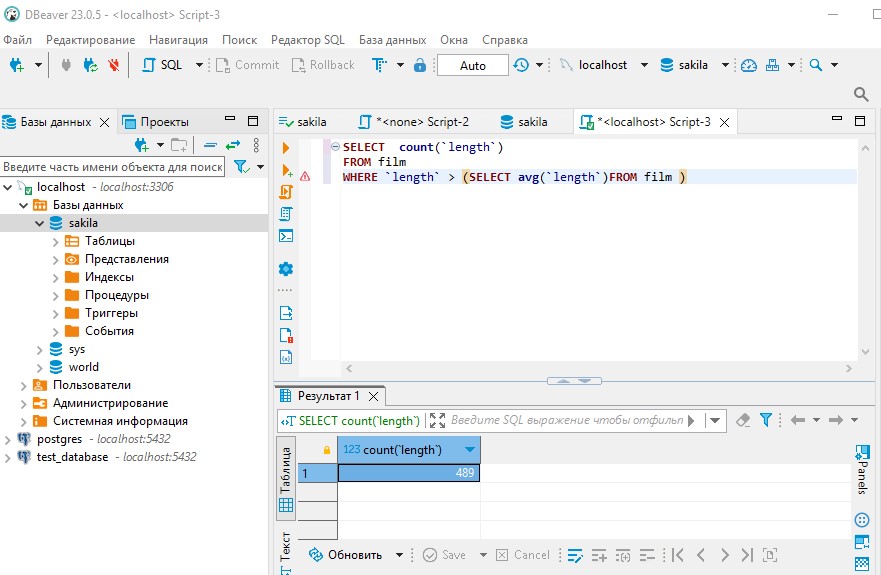 DBeaver 23.0.5 - <localhost> Script-3
Файл Редактирование Навигация Поиск Редактор SQL База данных Окна Справка
SQL Commit Rollback T Auto localhost sakila
Базы данных Проекты
sakila *<none> Script-2 sakila *<localhost> Script-3
Введите часть имени объекта для поиск
localhost - localhost:3306
Базы данных
sakila
Таблицы
Представления
Индексы
Процедуры
Триггеры
События
sys
world
Пользователи
Администрирование
Системная информация
postgres - localhost:5432
test_database - localhost:5432
SELECT count(`length`)
FROM film
WHERE `length` > (SELECT avg(`length`)FROM film )
Результат 1
SELECT count(`length`) Введите SQL выражение чтобы отфильп
Таблица
Текст
123 count(`length`)
1 489
Panels
Обновить Save Cancel